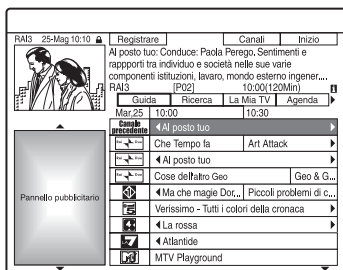 RAI3 25-Mag 10:10
Registrare Canali Inizio
Al posto tuo: Conduce: Paola Perego. Sentimenti e
rappporti tra individuo e società nelle sue varie
componenti istituzioni, lavaro, mondo esterno ingener....
RAI3 [P02] 10:00(120Min)
Guida Ricerca La Mia TV Agenda
Mar,25 10:00 10:30
Canale
precedente
Al posto tuo
Che Tempo fa Art Attack
Al posto tuo
Cose dell'altro Geo Geo & G...
Ma che magie Dor... Piccoli problemi di c...
Verissimo - Tutti i colori della cronaca
La rossa
Atlantide
MTV Playground
Pannello pubblicitario